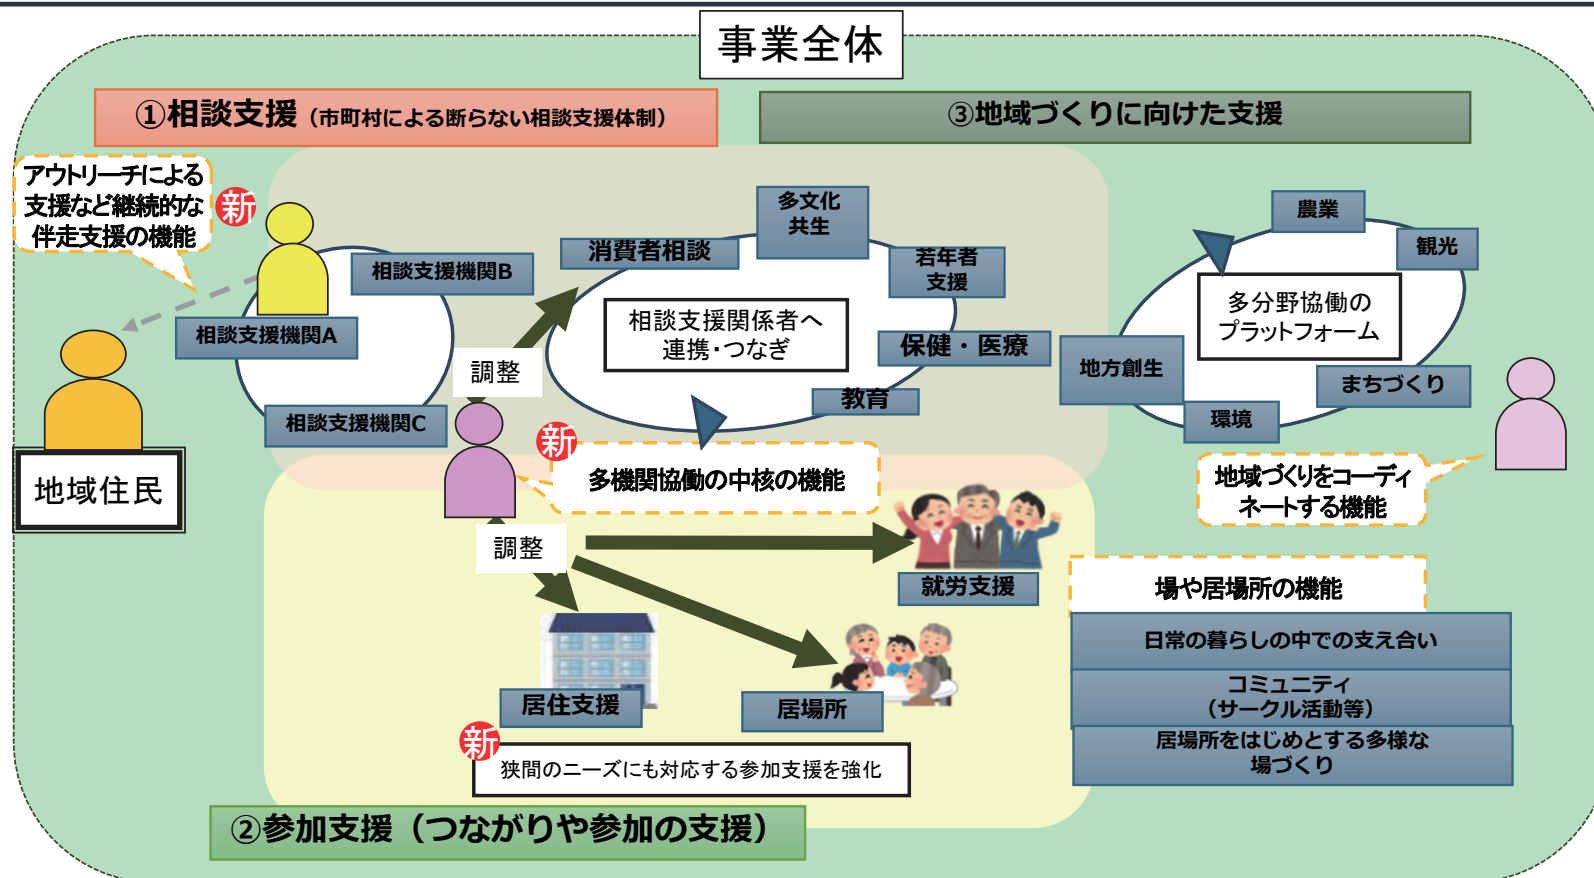 事業全体
①相談支援（市町村による断らない相談支援体制）
③地域づくりに向けた支援
アウトリーチによる
支援など継続的な
伴走支援の機能
新
相談支援機関B
相談支援機関A
相談支援機関C
地域住民
調整
消費者相談
多文化
共生
若年者
支援
保健・医療
教育
相談支援関係者へ
連携・つなぎ
新
多機関協働の中核の機能
農業
観光
多分野協働の
プラットフォーム
地方創生
まちづくり
環境
地域づくりをコーディ
ネートする機能
調整
就労支援
居住支援
居場所
新
狭間のニーズにも対応する参加支援を強化
②参加支援（つながりや参加の支援）
場や居場所の機能
日常の暮らしの中での支え合い
コミュニティ
（サークル活動等）
居場所をはじめとする多様な
場づくり